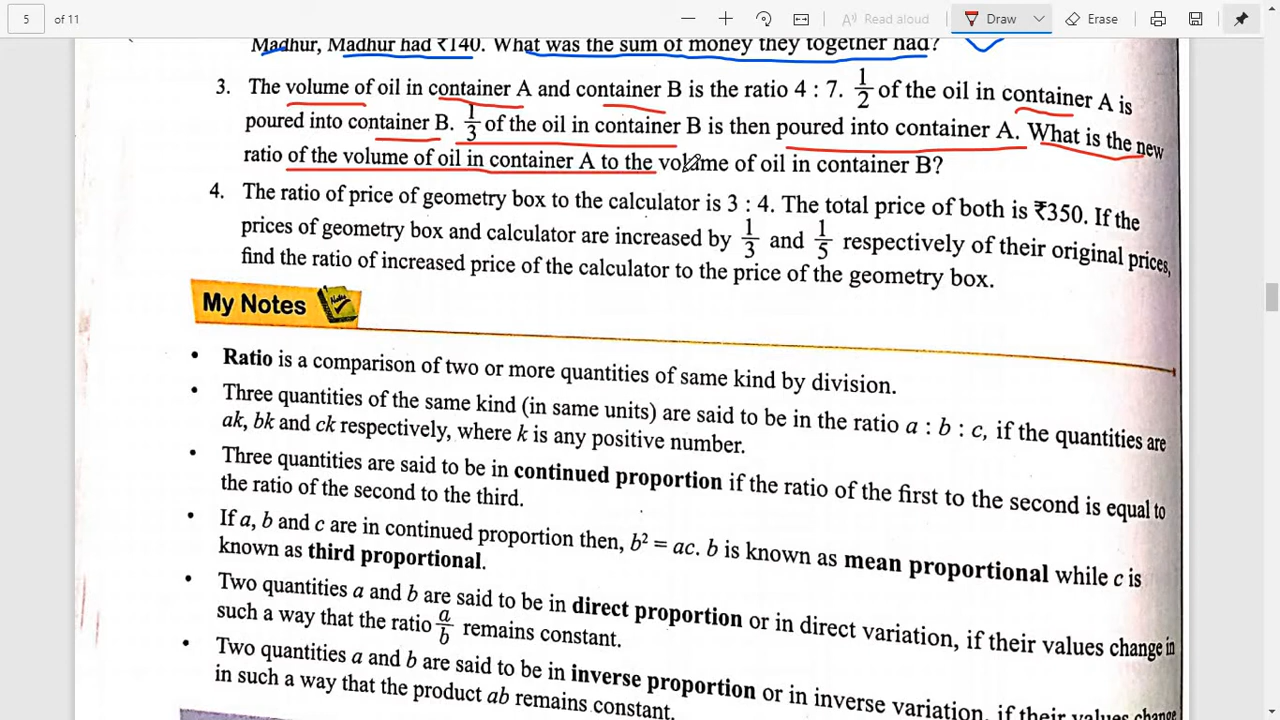 5 of 11 Read aloud Draw Erase
Madhur, Madhur had ₹140. What was the sum of money they together had?
3. The volume of oil in container A and container B is the ratio 4 : 7. 1/2 of the oil in container A is
poured into container B. 1/3 of the oil in container B is then poured into container A. What is the new
ratio of the volume of oil in container A to the volume of oil in container B?
4. The ratio of price of geometry box to the calculator is 3 : 4. The total price of both is ₹350. If the
prices of geometry box and calculator are increased by 1/3 and 1/5 respectively of their original prices,
find the ratio of increased price of the calculator to the price of the geometry box.
My Notes Notes
• Ratio is a comparison of two or more quantities of same kind by division.
• Three quantities of the same kind (in same units) are said to be in the ratio a : b : c, if the quantities are
ak, bk and ck respectively, where k is any positive number.
• Three quantities are said to be in continued proportion if the ratio of the first to the second is equal to
the ratio of the second to the third.
• If a, b and c are in continued proportion then, b² = ac. b is known as mean proportional while c is
known as third proportional.
• Two quantities a and b are said to be in direct proportion or in direct variation, if their values change in
such a way that the ratio a/b remains constant.
• Two quantities a and b are said to be in inverse proportion or in inverse variation, if their values change
in such a way that the product ab remains constant.